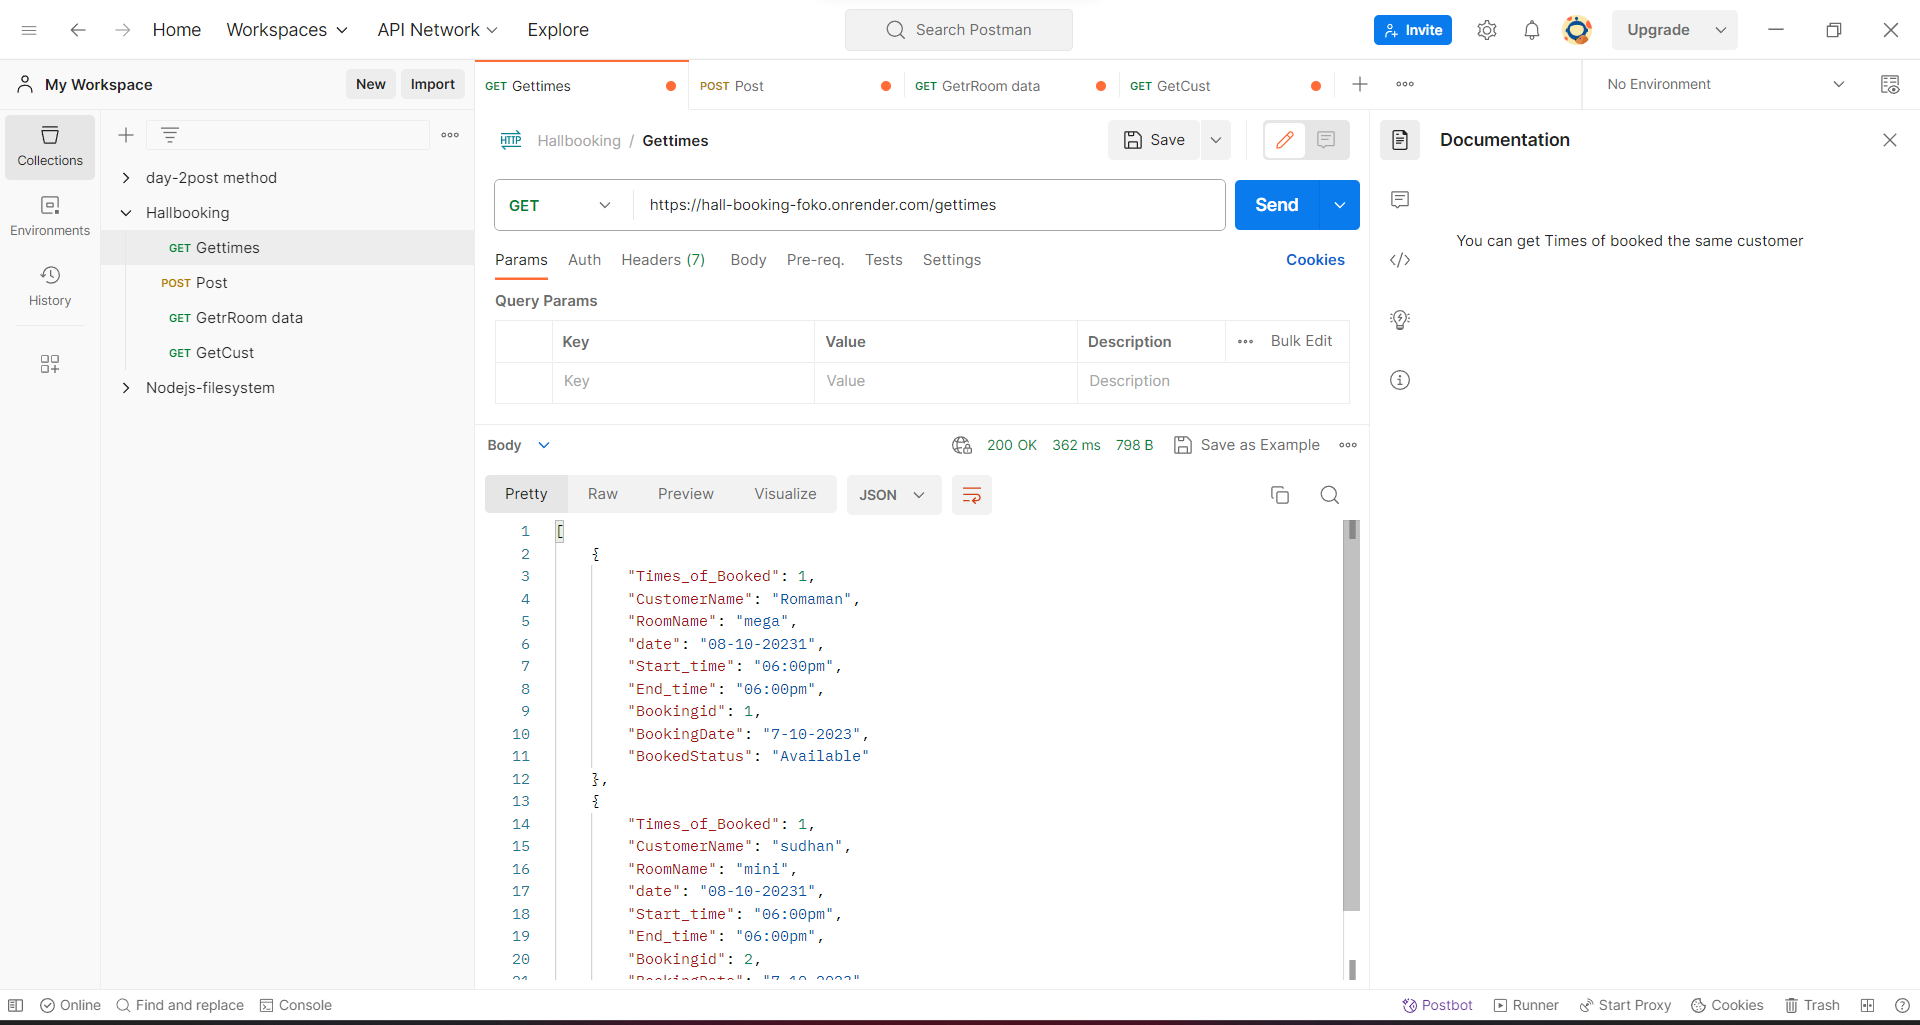 Home Workspaces API Network Explore Search Postman Invite Upgrade
My Workspace New Import
GET Gettimes POST Post GET GetrRoom data GET GetCust No Environment
Collections
Environments
History
day-2post method
Hallbooking
GET Gettimes
POST Post
GET GetrRoom data
GET GetCust
Nodejs-filesystem
HTTP Hallbooking / Gettimes Save
GET https://hall-booking-foko.onrender.com/gettimes Send
Params Auth Headers (7) Body Pre-req. Tests Settings Cookies
Query Params
Key Value Description Bulk Edit
Key Value Description
Body 200 OK 362 ms 798 B Save as Example
Pretty Raw Preview Visualize JSON
1 [
2 {
3 "Times_of_Booked": 1,
4 "CustomerName": "Romaman",
5 "RoomName": "mega",
6 "date": "08-10-20231",
7 "Start_time": "06:00pm",
8 "End_time": "06:00pm",
9 "Bookingid": 1,
10 "BookingDate": "7-10-2023",
11 "BookedStatus": "Available"
12 },
13 {
14 "Times_of_Booked": 1,
15 "CustomerName": "sudhan",
16 "RoomName": "mini",
17 "date": "08-10-20231",
18 "Start_time": "06:00pm",
19 "End_time": "06:00pm",
20 "Bookingid": 2,
21 "BookingDate": "7-10-2023"
Documentation
You can get Times of booked the same customer
Online Find and replace Console Postbot Runner Start Proxy Cookies Trash